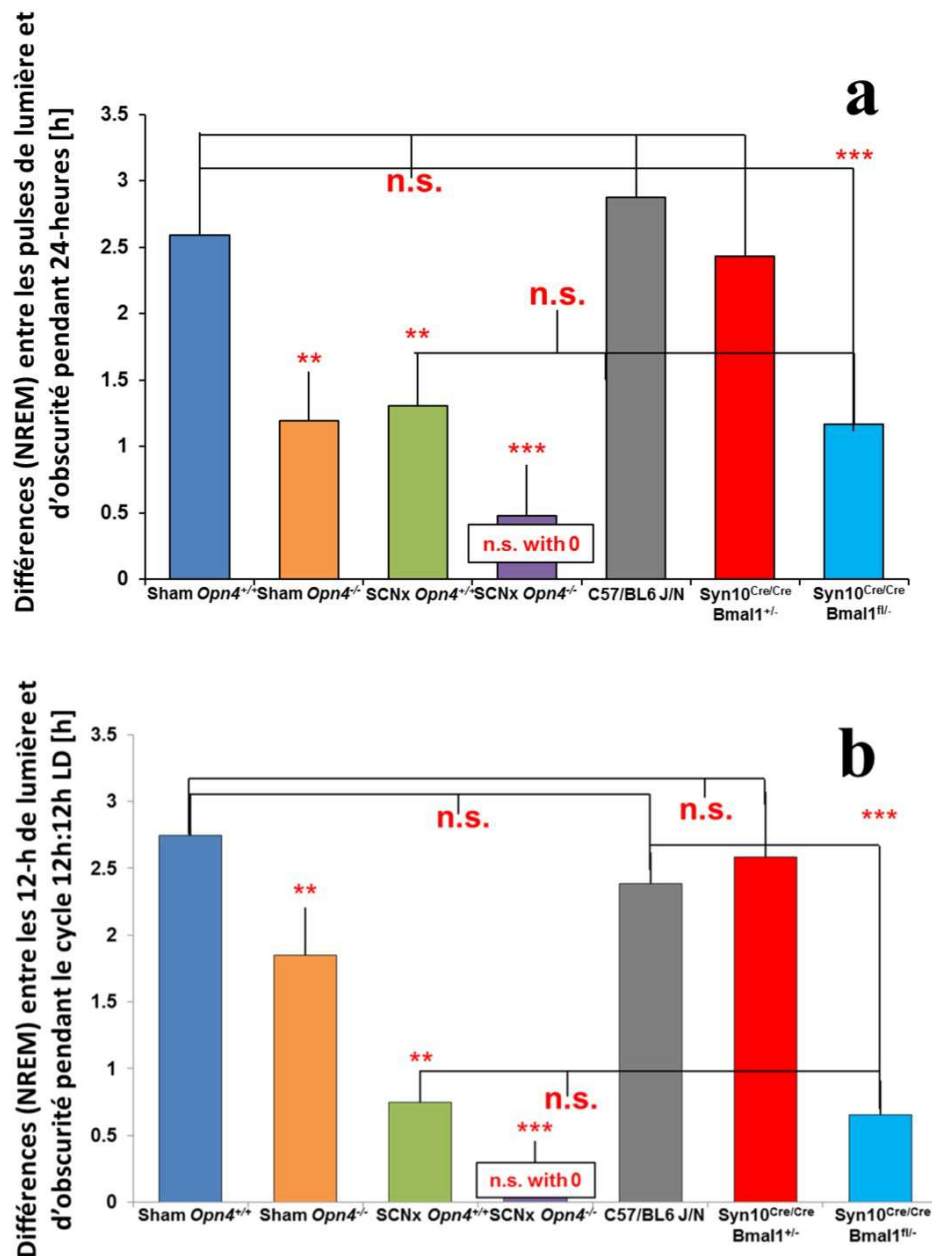 Différences (NREM) entre les pulses de lumière et
d'obscurité pendant 24-heures [h]
a
3.5
3
2.5
2
1.5
1
0.5
0
***
n.s.
n.s.
**
**
***
n.s. with 0
Sham Opn4+/+ Sham Opn4-/- SCNx Opn4+/+ SCNx Opn4-/- C57/BL6 J/N Syn10Cre/Cre Syn10Cre/Cre
Bmal1+/- Bmal1fl/-
Différences (NREM) entre les 12-h de lumière et
d'obscurité pendant le cycle 12h:12h LD [h]
b
3.5
3
2.5
2
1.5
1
0.5
0
n.s.
n.s.
***
**
**
n.s.
***
n.s. with 0
Sham Opn4+/+ Sham Opn4-/- SCNx Opn4+/+ SCNx Opn4-/- C57/BL6 J/N Syn10Cre/Cre Syn10Cre/Cre
Bmal1+/- Bmal1fl/-